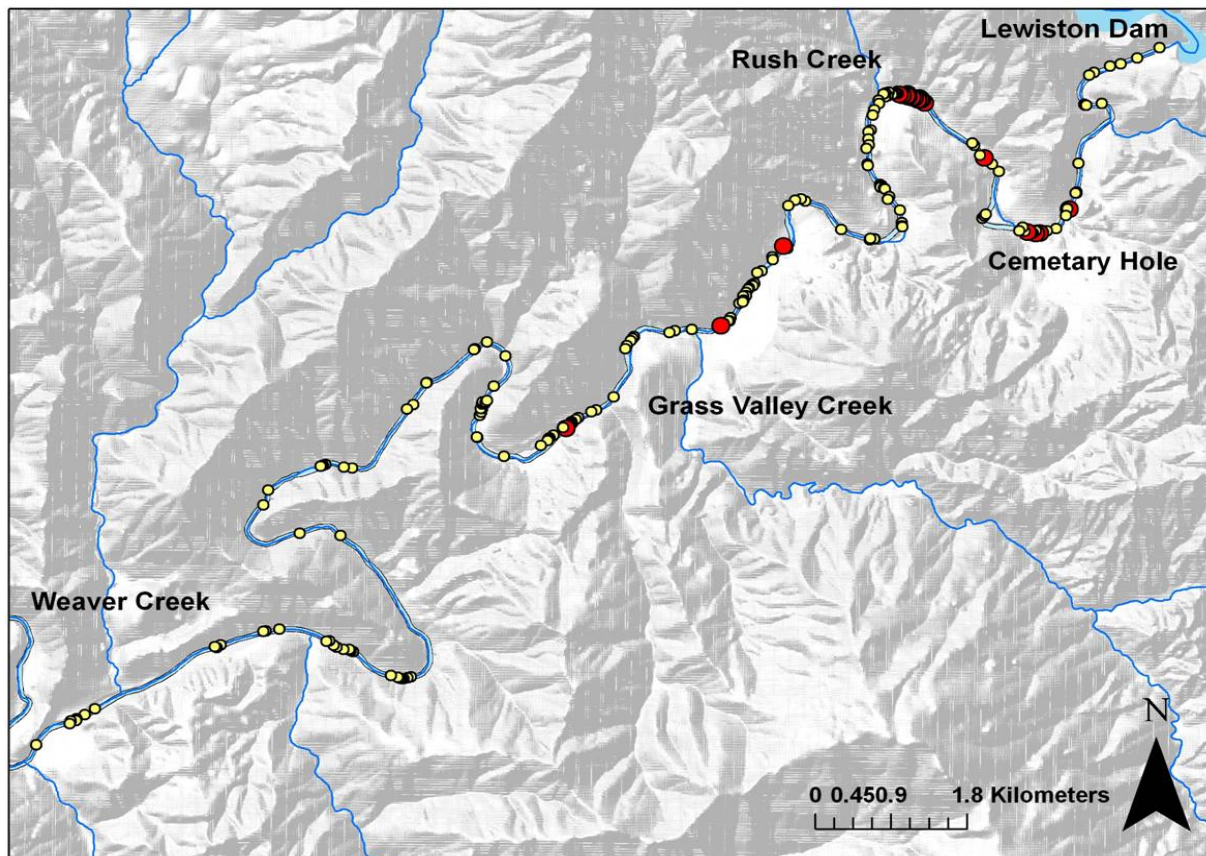 Lewiston Dam
Rush Creek
Cemetary Hole
Grass Valley Creek
Weaver Creek
N
0 0.450.9 1.8 Kilometers